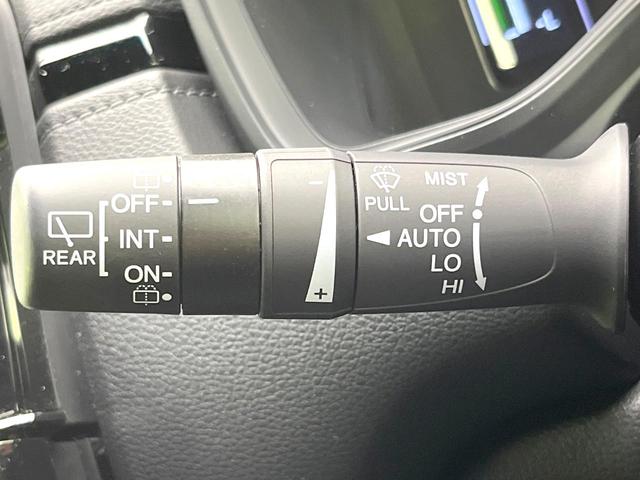 REAR
OFF
INT
ON
-
+
PULL
MIST
OFF
AUTO
LO
HI